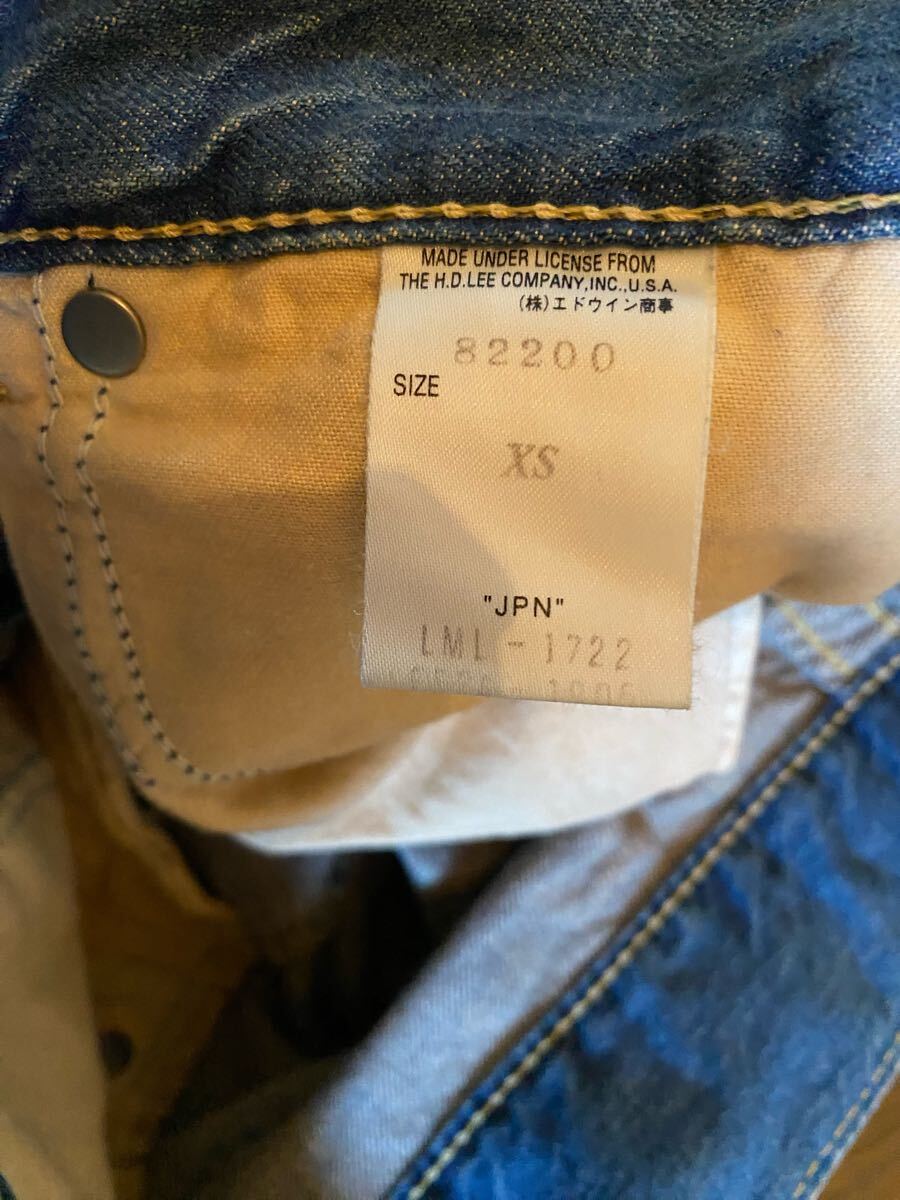 MADE UNDER LICENSE FROM
THE H.D.LEE COMPANY,INC.,U.S.A.
(株)エドウイン商事
82200
SIZE
XS
"JPN"
LML-1722